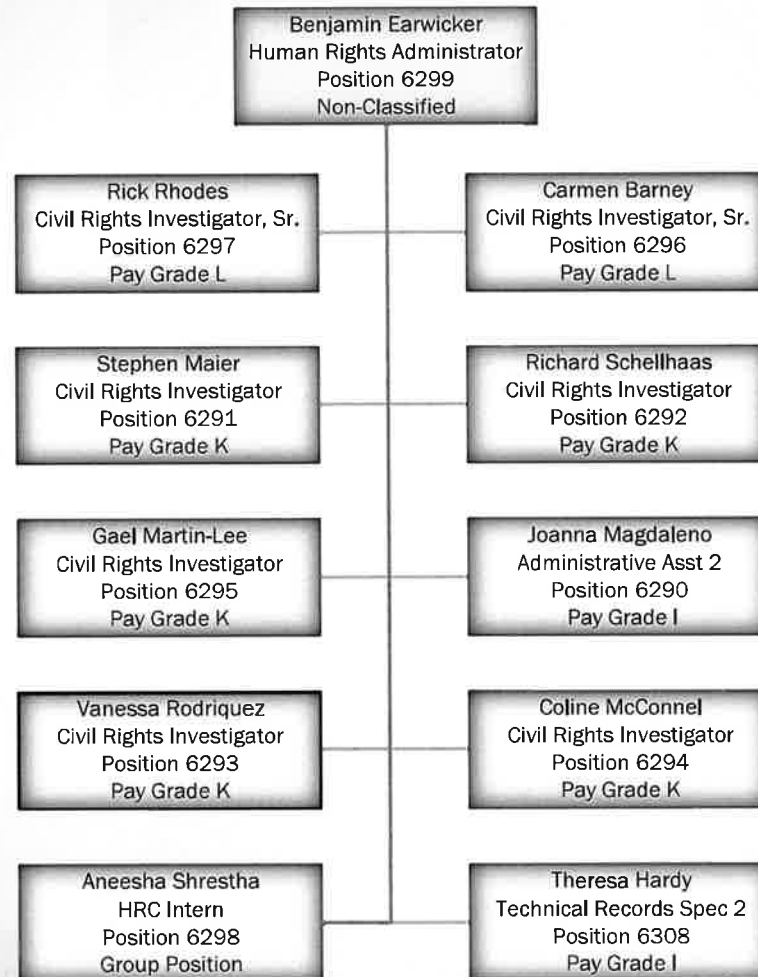 Benjamin Earwicker
Human Rights Administrator
Position 6299
Non-Classified
Rick Rhodes
Civil Rights Investigator, Sr.
Position 6297
Pay Grade L
Carmen Barney
Civil Rights Investigator, Sr.
Position 6296
Pay Grade L
Stephen Maier
Civil Rights Investigator
Position 6291
Pay Grade K
Richard Schellhaas
Civil Rights Investigator
Position 6292
Pay Grade K
Gael Martin-Lee
Civil Rights Investigator
Position 6295
Pay Grade K
Joanna Magdaleno
Administrative Asst 2
Position 6290
Pay Grade I
Vanessa Rodriquez
Civil Rights Investigator
Position 6293
Pay Grade K
Coline McConnel
Civil Rights Investigator
Position 6294
Pay Grade K
Aneesha Shrestha
HRC Intern
Position 6298
Group Position
Theresa Hardy
Technical Records Spec 2
Position 6308
Pay Grade I